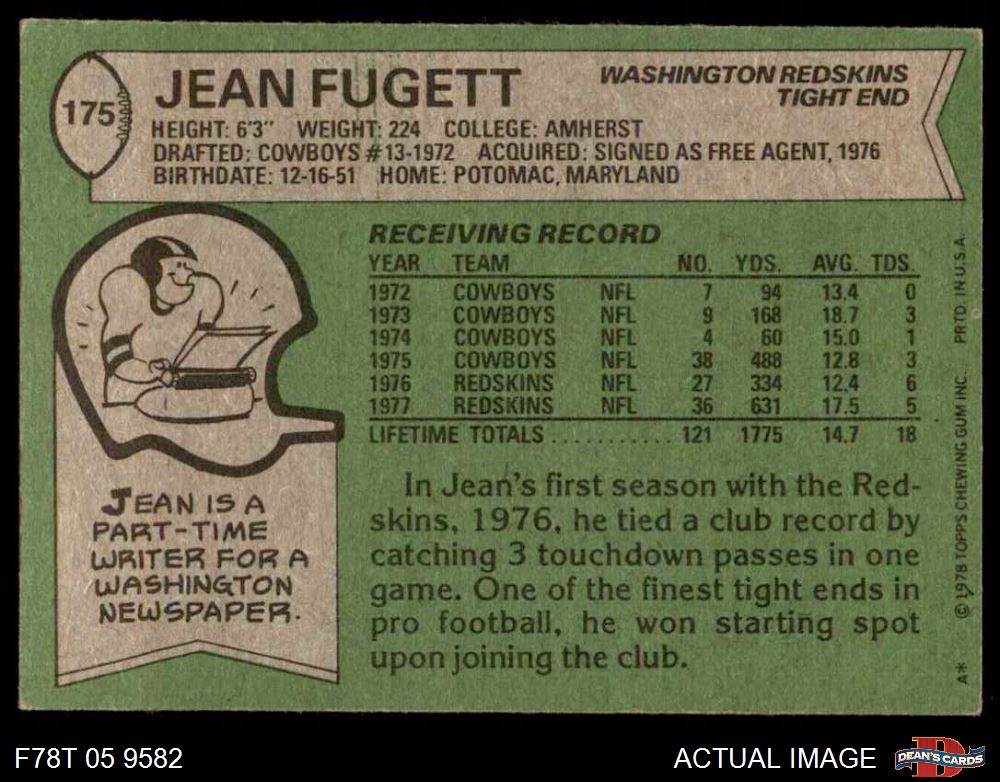 175
JEAN FUGETT
WASHINGTON REDSKINS
TIGHT END
HEIGHT: 6'3" WEIGHT: 224 COLLEGE: AMHERST
DRAFTED: COWBOYS #13-1972 ACQUIRED: SIGNED AS FREE AGENT, 1976
BIRTHDATE: 12-16-51 HOME: POTOMAC, MARYLAND
RECEIVING RECORD
YEAR TEAM NO. YDS. AVG. TDS.
1972 COWBOYS NFL 7 94 13.4 0
1973 COWBOYS NFL 9 168 18.7 3
1974 COWBOYS NFL 4 60 15.0 1
1975 COWBOYS NFL 38 488 12.8 3
1976 REDSKINS NFL 27 334 12.4 6
1977 REDSKINS NFL 36 631 17.5 5
LIFETIME TOTALS ........... 121 1775 14.7 18
JEAN IS A
PART-TIME
WRITER FOR A
WASHINGTON
NEWSPAPER.
In Jean's first season with the Red-
skins, 1976, he tied a club record by
catching 3 touchdown passes in one
game. One of the finest tight ends in
pro football, he won starting spot
upon joining the club.
A* © 1978 TOPPS CHEWING GUM INC. PRTD. IN U.S.A.
F78T 05 9582
ACTUAL IMAGE
D
DEAN'S CARDS